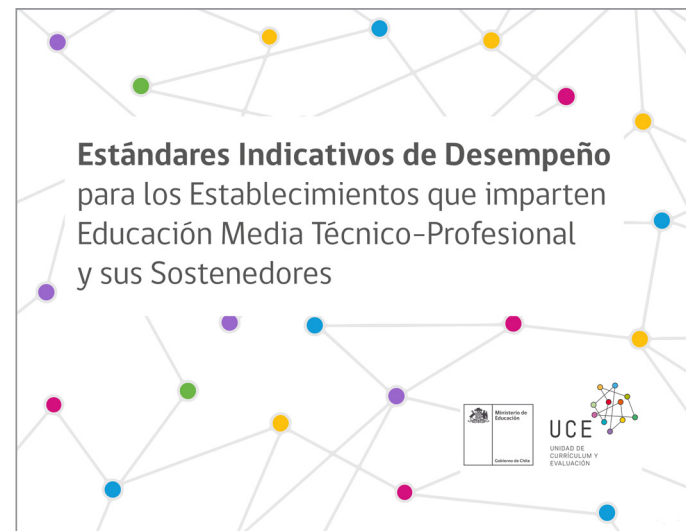 Estándares Indicativos de Desempeño
para los Establecimientos que imparten
Educación Media Técnico-Profesional
y sus Sostenedores
Ministerio de
Educación
Gobierno de Chile
UCE
UNIDAD DE
CURRÍCULUM Y
EVALUACIÓN